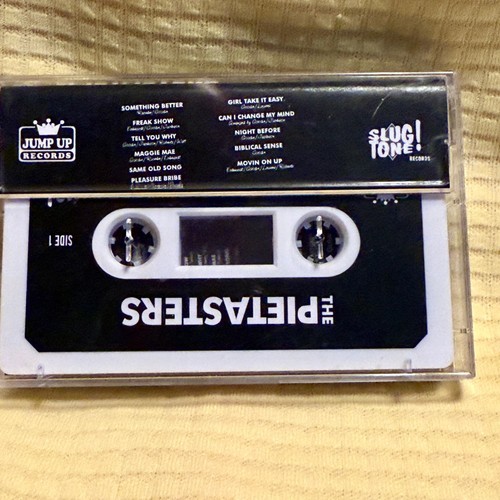 SOMETHING BETTER
FREAK SHOW
TELL YOU WHY
MAGGIE MAE
SAME OLD SONG
PLEASURE BRIBE
GIRL TAKE IT EASY
CAN I CHANGE MY MIND
NIGHT BEFORE
BIBLICAL SENSE
MOVIN ON UP
JUMP UP
RECORDS
SLUG
TONE!
RECORDS
SIDE 1
THE
PIETASTERS